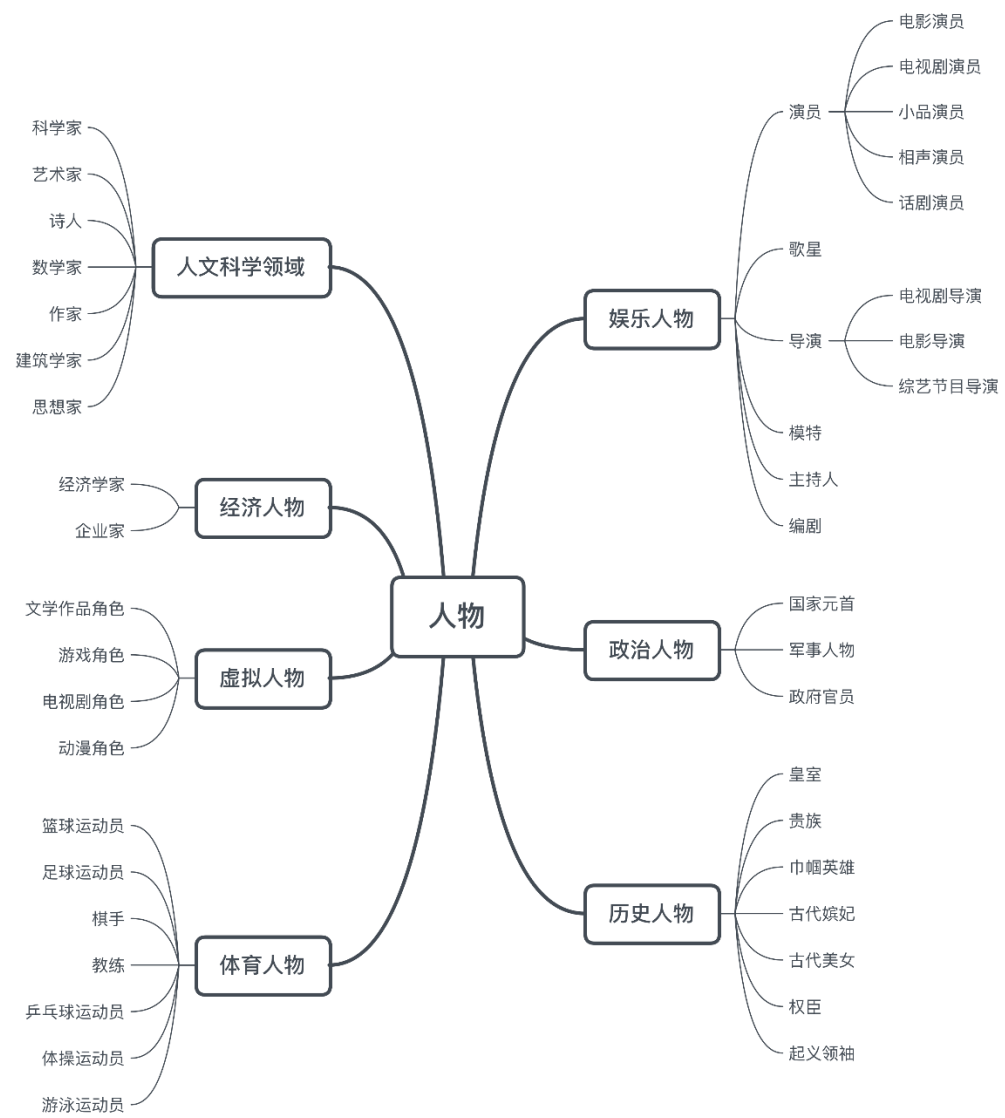 人物
娱乐人物
演员
电影演员
电视剧演员
小品演员
相声演员
话剧演员
歌星
导演
电视剧导演
电影导演
综艺节目导演
模特
主持人
编剧
政治人物
国家元首
军事人物
政府官员
历史人物
皇室
贵族
巾帼英雄
古代嫔妃
古代美女
权臣
起义领袖
人文科学领域
科学家
艺术家
诗人
数学家
作家
建筑学家
思想家
经济人物
经济学家
企业家
虚拟人物
文学作品角色
游戏角色
电视剧角色
动漫角色
体育人物
篮球运动员
足球运动员
棋手
教练
乒乓球运动员
体操运动员
游泳运动员